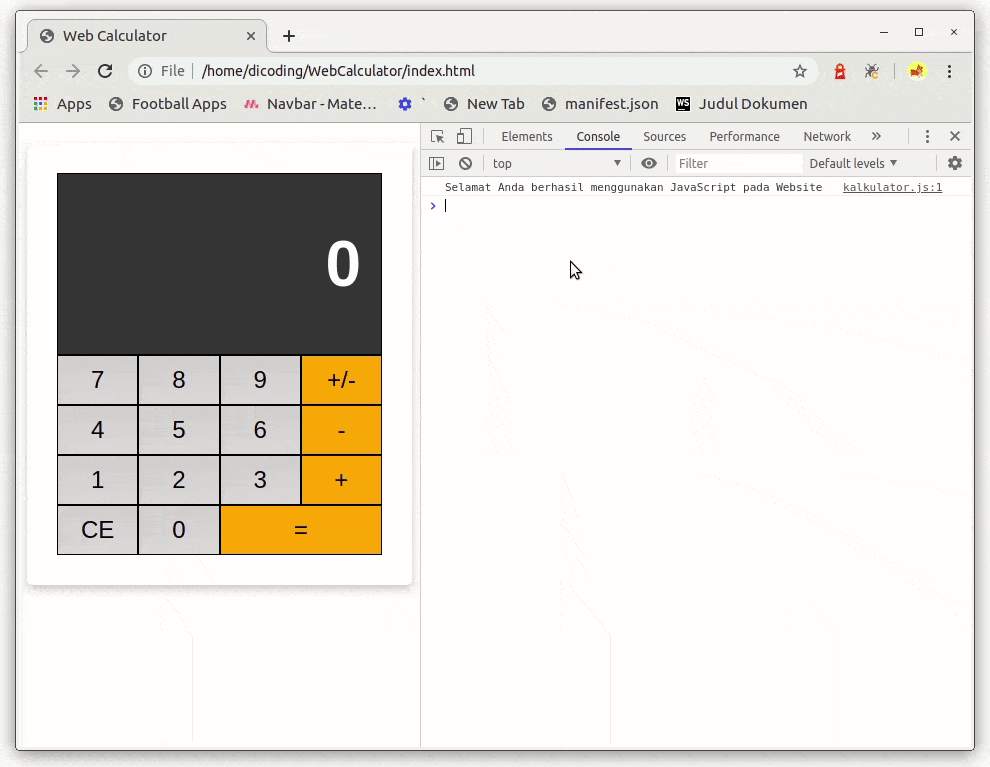 Web Calculator
File /home/dicoding/WebCalculator/index.html
Apps Football Apps Navbar - Mate... ` New Tab manifest.json WS Judul Dokumen
Elements Console Sources Performance Network »
top Filter Default levels
Selamat Anda berhasil menggunakan JavaScript pada Website kalkulator.js:1
>
0
7 8 9 +/-
4 5 6 -
1 2 3 +
CE 0 =